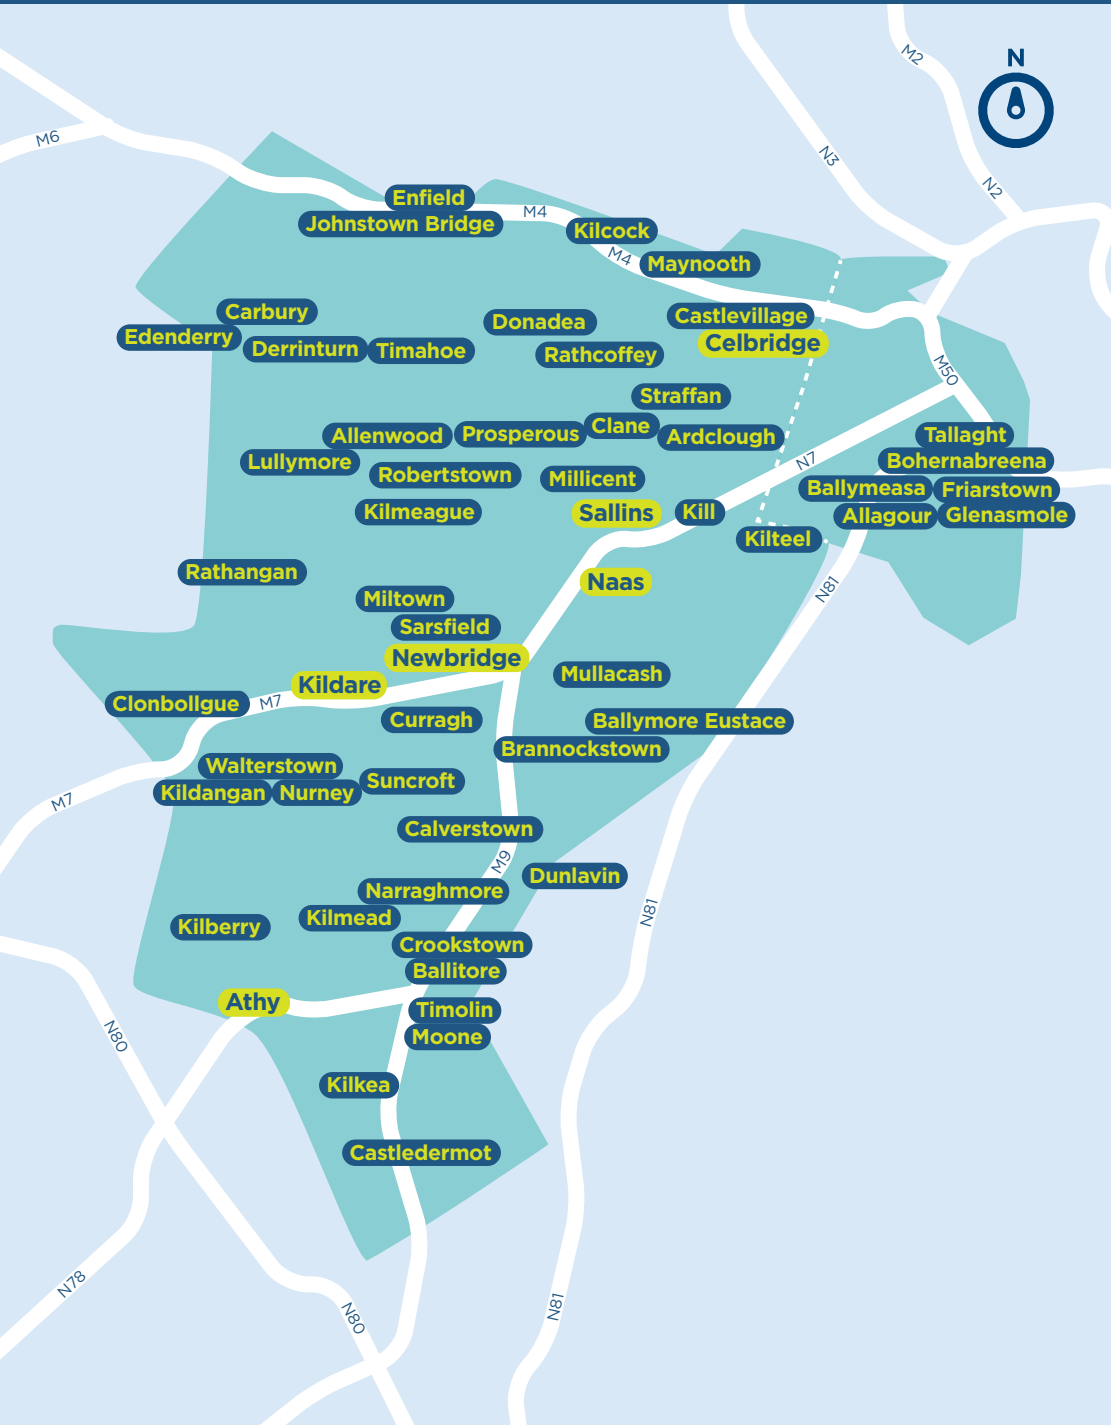 N
M2
M6
N3
N2
Enfield
M4
Johnstown Bridge
Kilcock
M4
Maynooth
Carbury
Castlevillage
Donadea
Edenderry
Celbridge
Derrinturn
Timahoe
Rathcoffey
M50
Straffan
Clane
Allenwood
Prosperous
Ardclough
Tallaght
Lullymore
N7
Bohernabreena
Robertstown
Millicent
Ballymeasa
Friarstown
Kilmeague
Sallins
Kill
Allagour
Glenasmole
Kilteel
Rathangan
Naas
N81
Miltown
Sarsfield
Newbridge
Mullacash
Kildare
Clonbollgue
M7
Curragh
Ballymore Eustace
Brannockstown
Walterstown
Suncroft
Kildangan
Nurney
M7
Calverstown
M9
Dunlavin
Narraghmore
Kilmead
N81
Kilberry
Crookstown
Ballitore
Athy
Timolin
N80
Moone
Kilkea
Castledermot
N78
N81
N80